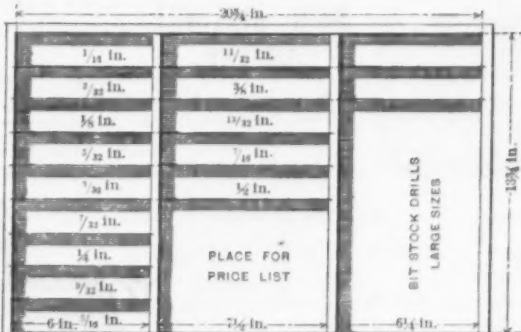 20¾ in.
1/16 in.
3/32 in.
⅛ in.
5/32 in.
3/16 in.
7/32 in.
¼ in.
9/32 in.
6 in.
5/16 in.
11/32 in.
⅜ in.
13/32 in.
7/16 in.
½ in.
PLACE FOR
PRICE LIST
7½ in.
BIT STOCK DRILLS
LARGE SIZES
6¼ in.
13¾ in.